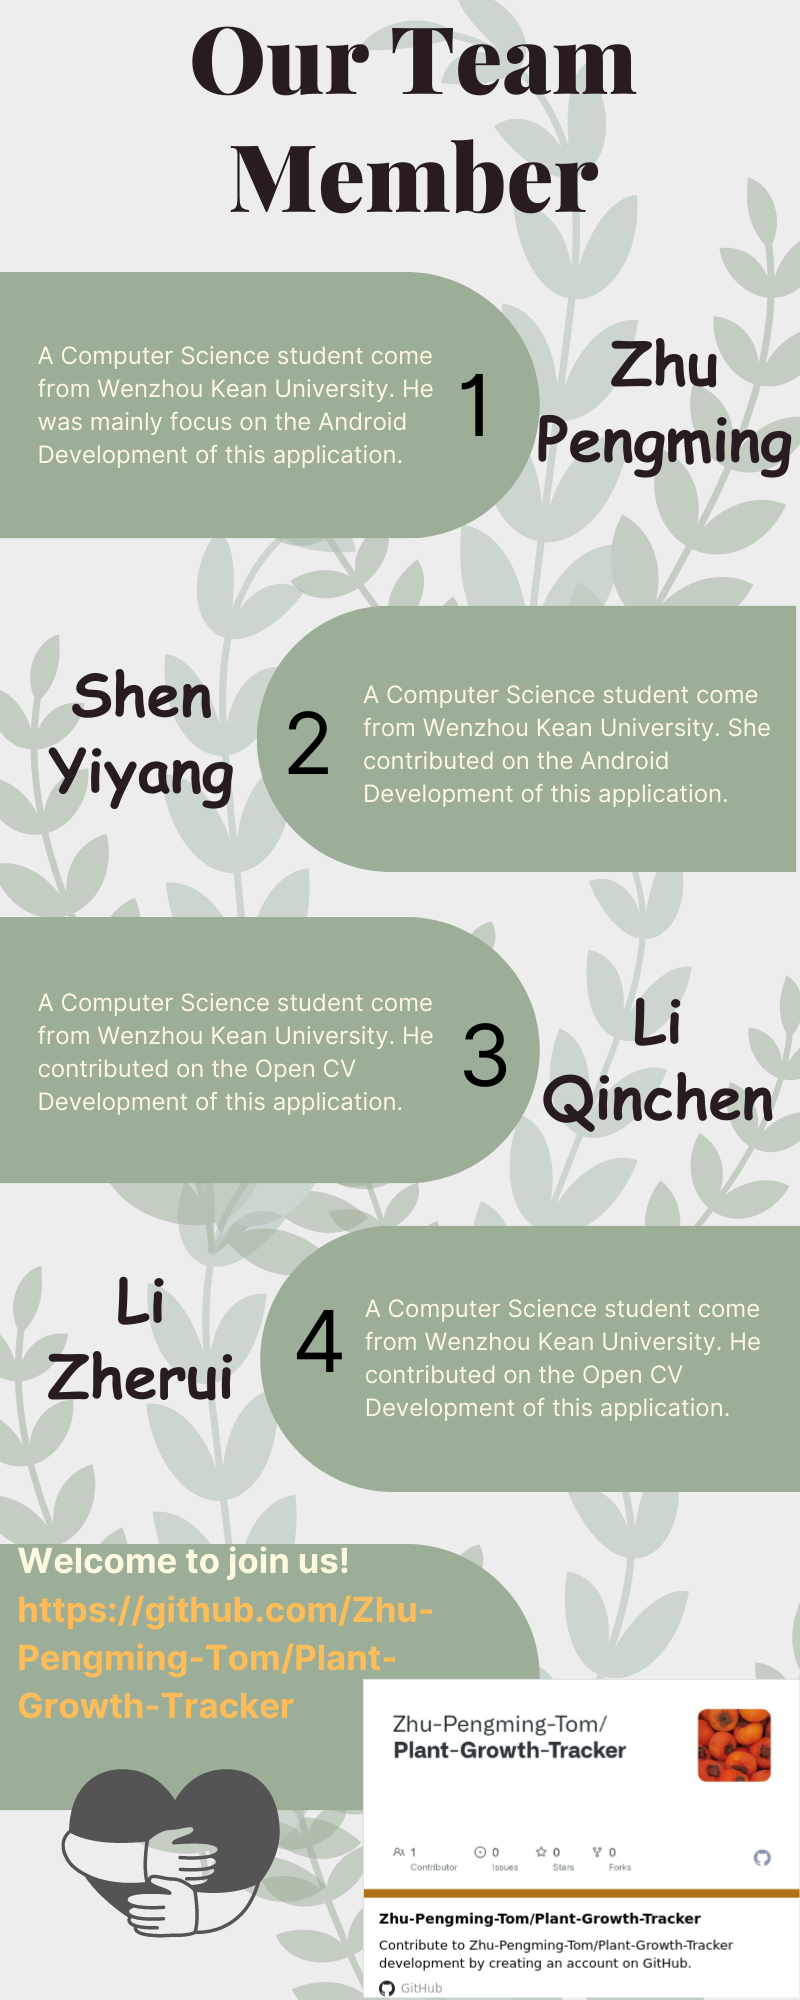 Our Team
Member
A Computer Science student come
from Wenzhou Kean University. He
was mainly focus on the Android
Development of this application.
1
Zhu
Pengming
Shen
Yiyang
2
A Computer Science student come
from Wenzhou Kean University. She
contributed on the Android
Development of this application.
A Computer Science student come
from Wenzhou Kean University. He
contributed on the Open CV
Development of this application.
3
Li
Qinchen
Li
Zherui
4
A Computer Science student come
from Wenzhou Kean University. He
contributed on the Open CV
Development of this application.
Welcome to join us!
https://github.com/Zhu-
Pengming-Tom/Plant-
Growth-Tracker
Zhu-Pengming-Tom/
Plant-Growth-Tracker
1 0 0 0
Contributor Issues Stars Forks
Zhu-Pengming-Tom/Plant-Growth-Tracker
Contribute to Zhu-Pengming-Tom/Plant-Growth-Tracker
development by creating an account on GitHub.
GitHub